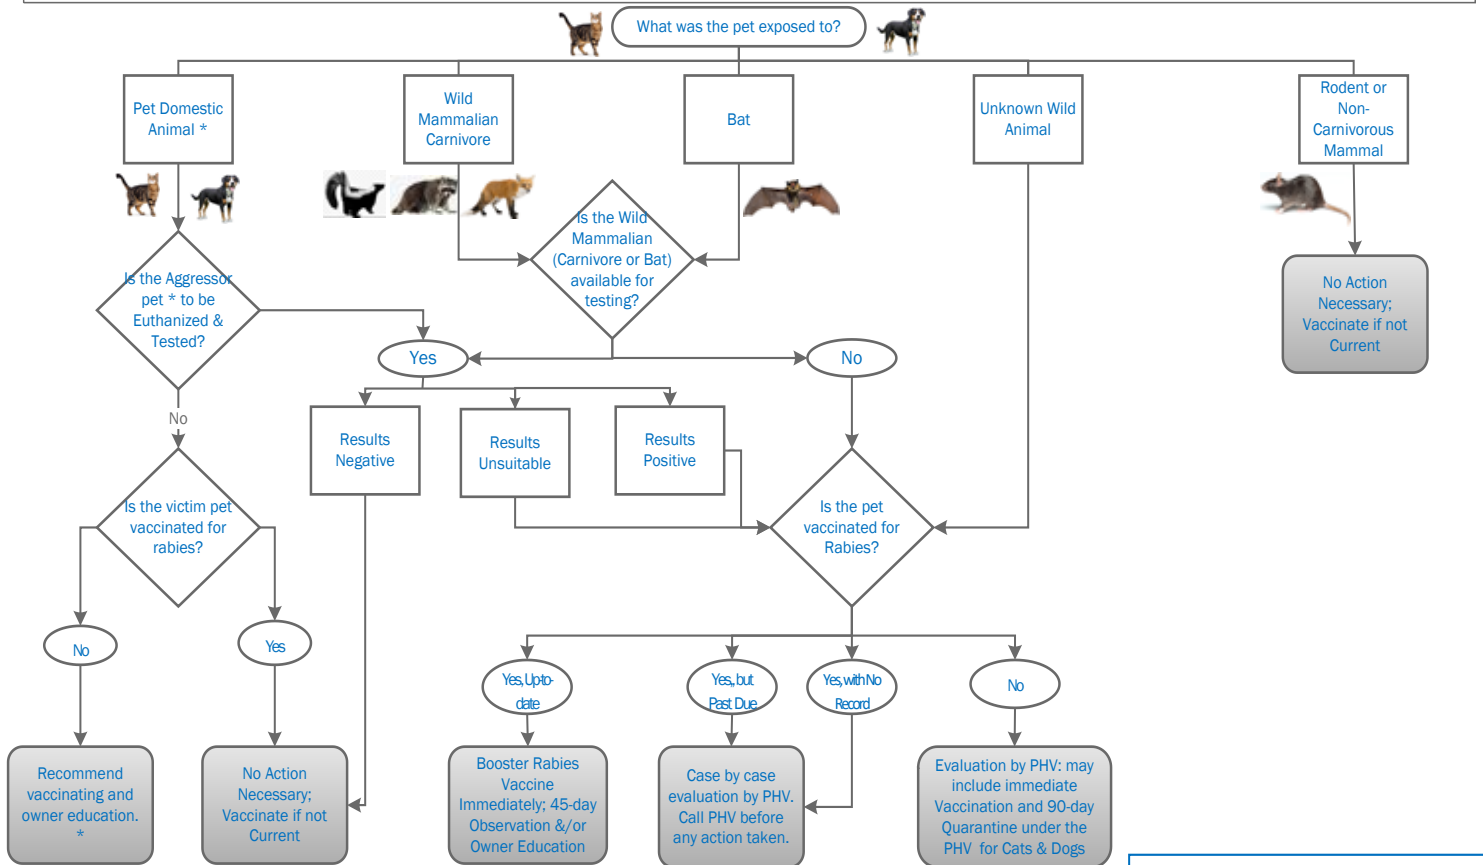 What was the pet exposed to?
Pet Domestic
Animal *
Wild
Mammalian
Carnivore
Bat
Unknown Wild
Animal
Rodent or
Non-
Carnivorous
Mammal
Is the Aggressor
pet * to be
Euthanized &
Tested?
Is the Wild
Mammalian
(Carnivore or Bat)
available for
testing?
No Action
Necessary;
Vaccinate if not
Current
Yes
No
No
Results
Negative
Results
Unsuitable
Results
Positive
Is the victim pet
vaccinated for
rabies?
Is the pet
vaccinated for
Rabies?
No
Yes
Yes, Up-to-
date
Yes,, but
Past Due
Yes, with No
Record
No
Recommend
vaccinating and
owner education.
*
No Action
Necessary;
Vaccinate if not
Current
Booster Rabies
Vaccine
Immediately; 45-day
Observation &/or
Owner Education
Case by case
evaluation by PHV.
Call PHV before
any action taken.
Evaluation by PHV: may
include immediate
Vaccination and 90-day
Quarantine under the
PHV for Cats & Dogs